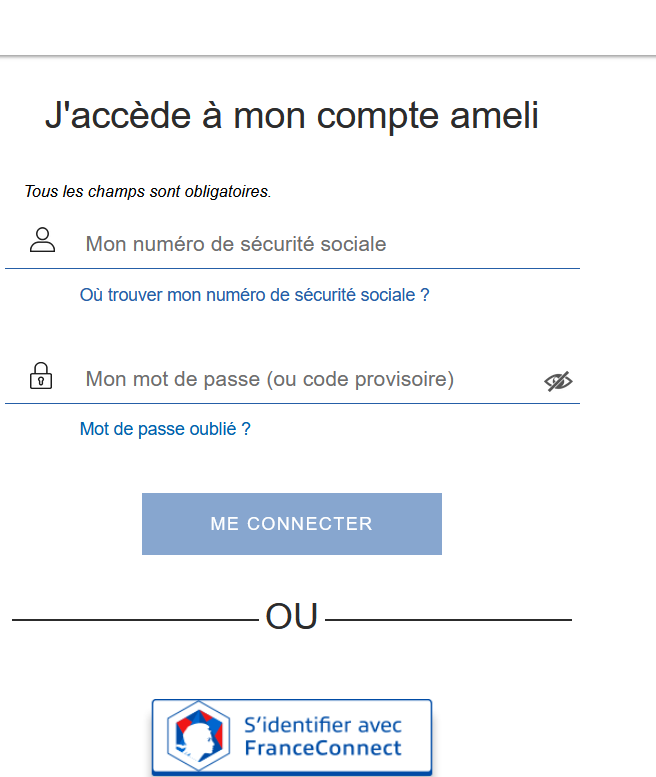 J'accède à mon compte ameli
Tous les champs sont obligatoires.
Mon numéro de sécurité sociale
Où trouver mon numéro de sécurité sociale ?
Mon mot de passe (ou code provisoire)
Mot de passe oublié ?
ME CONNECTER
OU
S'identifier avec
FranceConnect